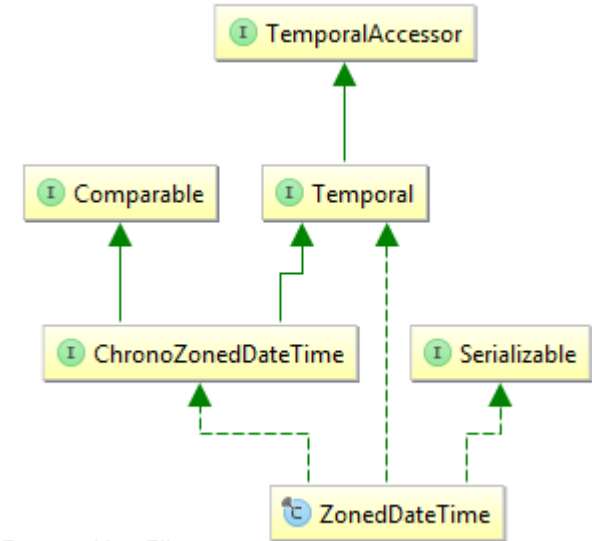 I TemporalAccessor
I Comparable
I Temporal
I ChronoZonedDateTime
I Serializable
C ZonedDateTime